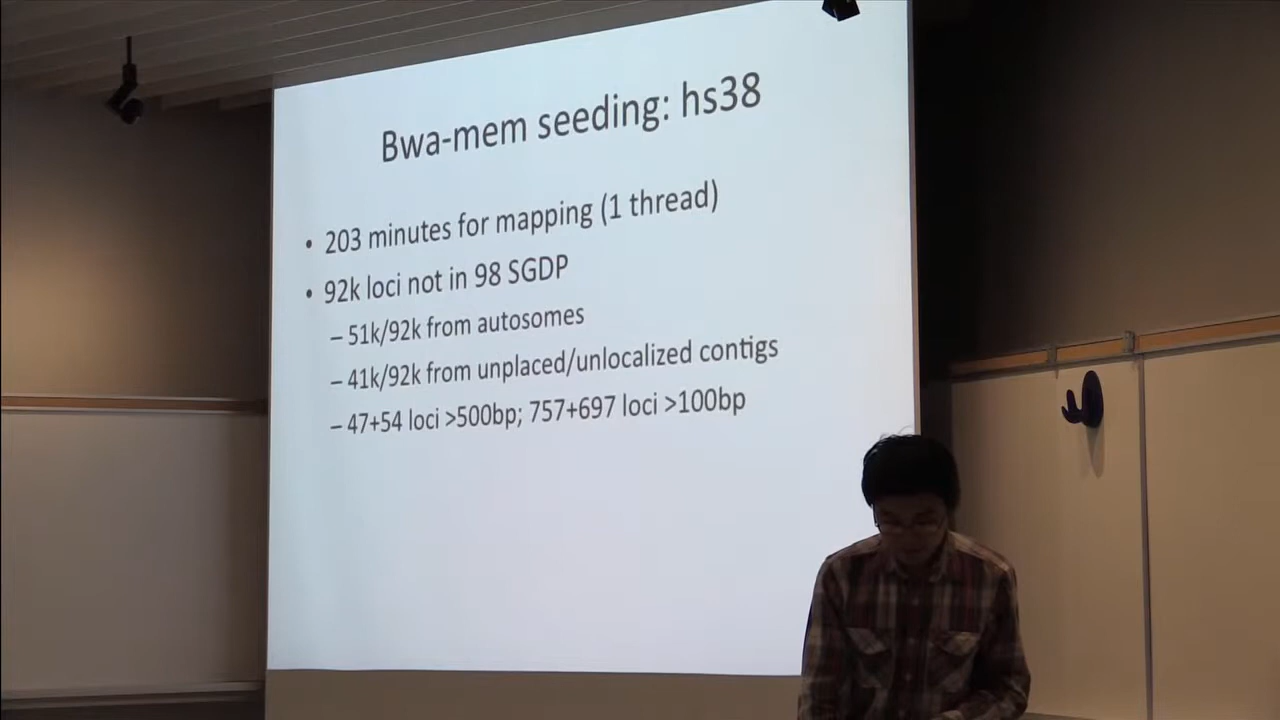 Bwa-mem seeding: hs38
• 203 minutes for mapping (1 thread)
• 92k loci not in 98 SGDP
– 51k/92k from autosomes
– 41k/92k from unplaced/unlocalized contigs
– 47+54 loci >500bp; 757+697 loci >100bp